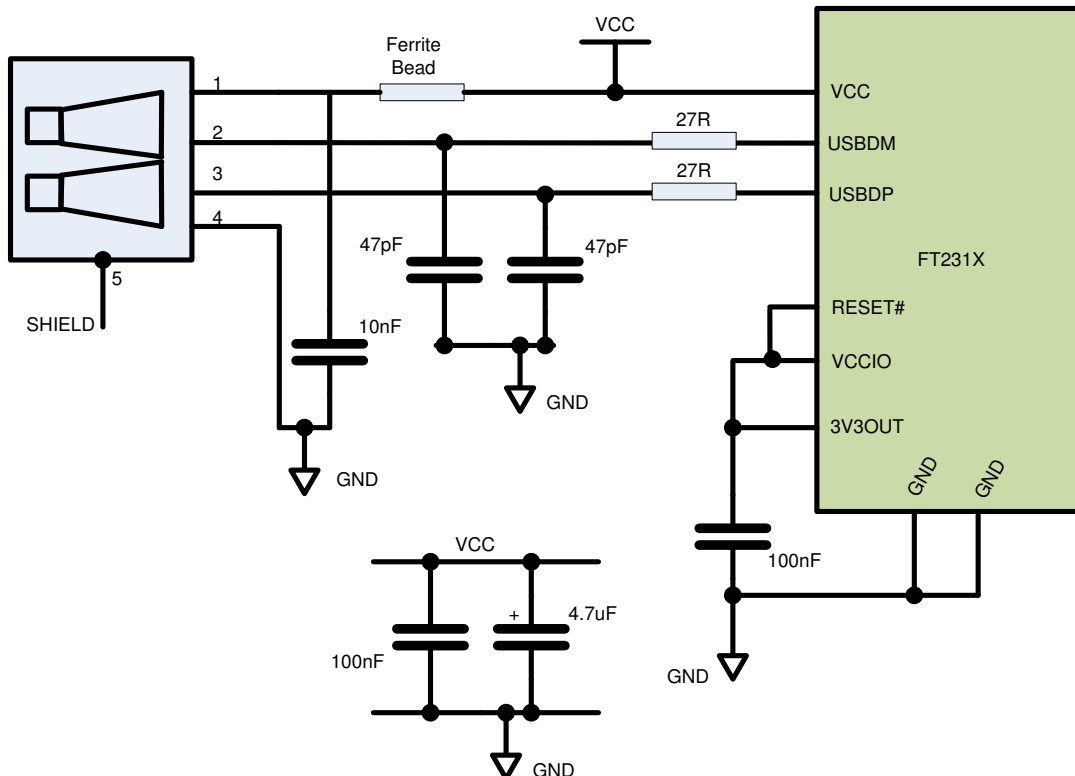 VCC
Ferrite
Bead
1
VCC
27R
2
USBDM
27R
3
USBDP
4
47pF
47pF
FT231X
5
SHIELD
10nF
RESET#
VCCIO
GND
3V3OUT
GND
GND
GND
VCC
100nF
+
4.7uF
100nF
GND
GND